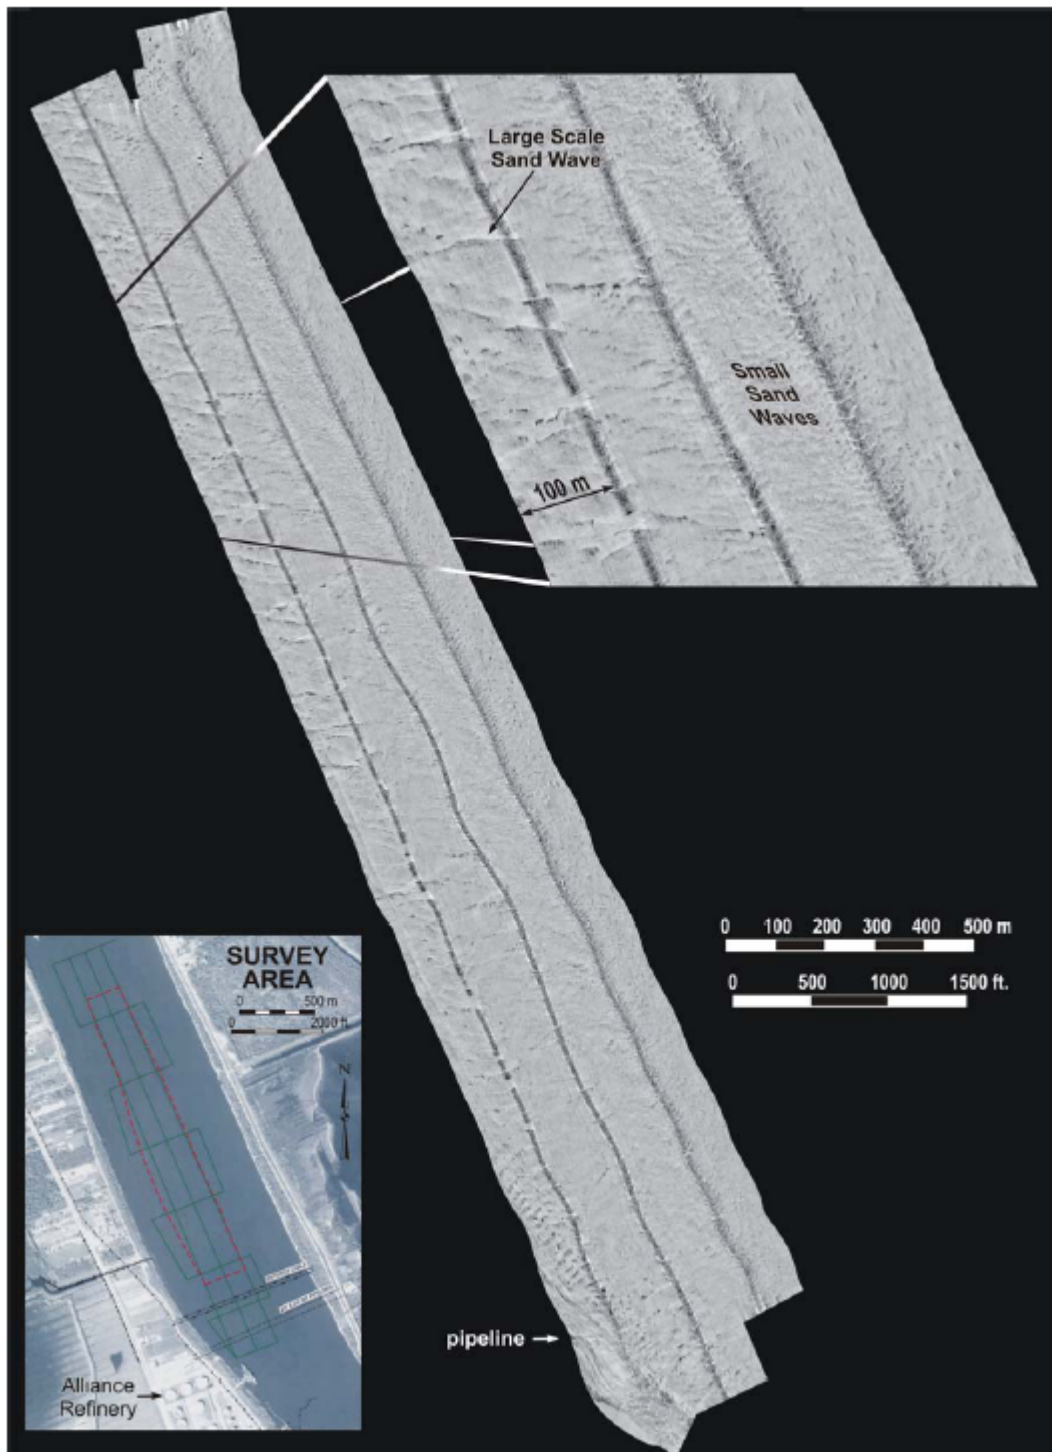 Large Scale
Sand Wave
Small
Sand
Waves
100 m
0 100 200 300 400 500 m
0 500 1000 1500 ft.
SURVEY
AREA
0 500 m
0 2000 ft.
N
pipeline
Alliance
Refinery